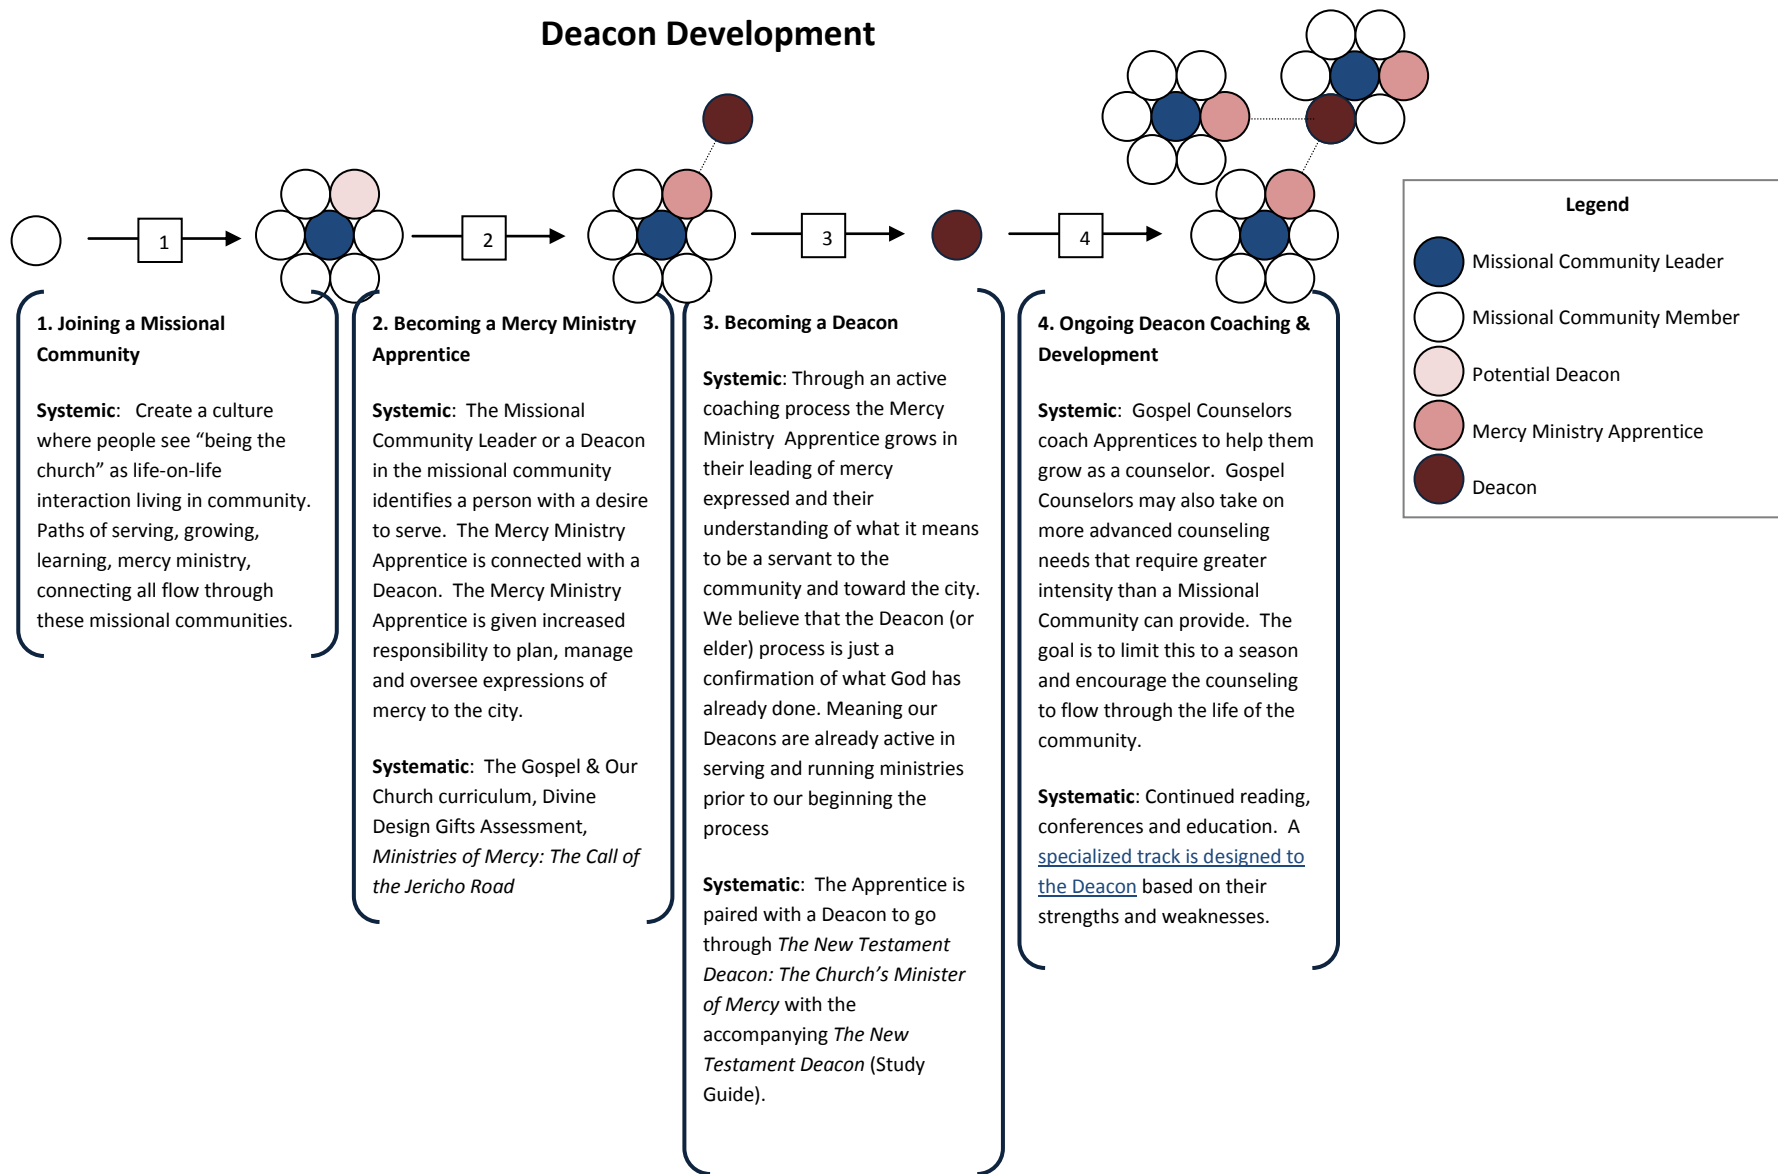 Deacon Development
1
2
3
4
1. Joining a Missional
Community
Systemic: Create a culture
where people see “being the
church” as life-on-life
interaction living in community.
Paths of serving, growing,
learning, mercy ministry,
connecting all flow through
these missional communities.
2. Becoming a Mercy Ministry
Apprentice
Systemic: The Missional
Community Leader or a Deacon
in the missional community
identifies a person with a desire
to serve. The Mercy Ministry
Apprentice is connected with a
Deacon. The Mercy Ministry
Apprentice is given increased
responsibility to plan, manage
and oversee expressions of
mercy to the city.
Systematic: The Gospel & Our
Church curriculum, Divine
Design Gifts Assessment,
Ministries of Mercy: The Call of
the Jericho Road
3. Becoming a Deacon
Systemic: Through an active
coaching process the Mercy
Ministry Apprentice grows in
their leading of mercy
expressed and their
understanding of what it means
to be a servant to the
community and toward the city.
We believe that the Deacon (or
elder) process is just a
confirmation of what God has
already done. Meaning our
Deacons are already active in
serving and running ministries
prior to our beginning the
process
Systematic: The Apprentice is
paired with a Deacon to go
through The New Testament
Deacon: The Church’s Minister
of Mercy with the
accompanying The New
Testament Deacon (Study
Guide).
4. Ongoing Deacon Coaching &
Development
Systemic: Gospel Counselors
coach Apprentices to help them
grow as a counselor. Gospel
Counselors may also take on
more advanced counseling
needs that require greater
intensity than a Missional
Community can provide. The
goal is to limit this to a season
and encourage the counseling
to flow through the life of the
community.
Systematic: Continued reading,
conferences and education. A
specialized track is designed to
the Deacon based on their
strengths and weaknesses.
Legend
Missional Community Leader
Missional Community Member
Potential Deacon
Mercy Ministry Apprentice
Deacon